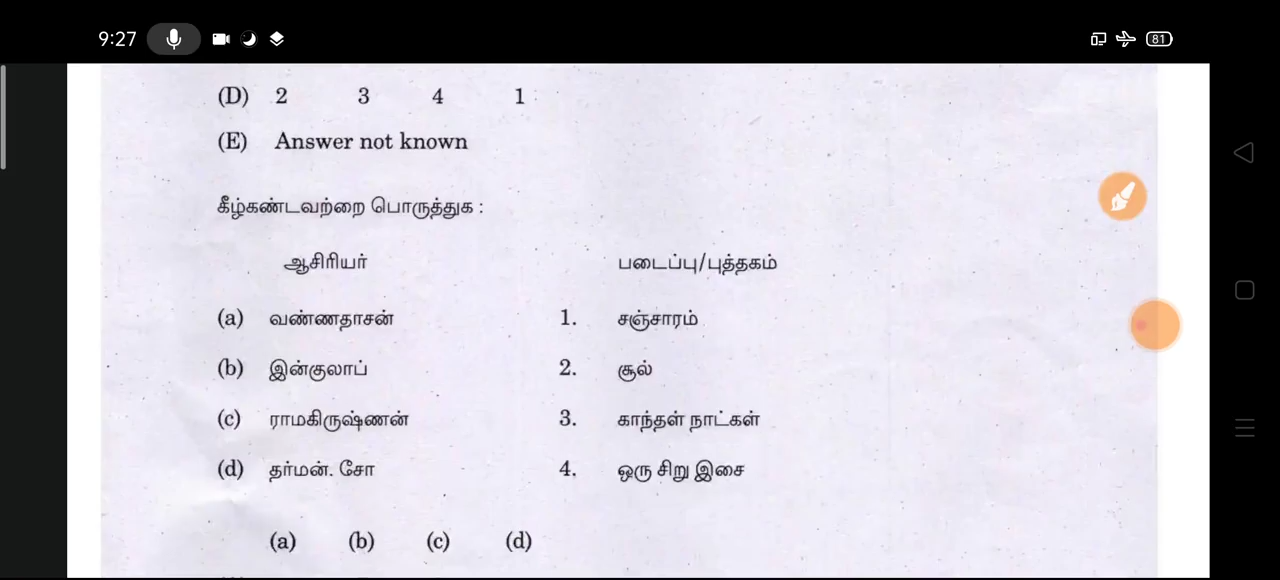 9:27
81
(D) 2 3 4 1
(E) Answer not known
கீழ்கண்டவற்றை பொருத்துக :
ஆசிரியர் படைப்பு/புத்தகம்
(a) வண்ணதாசன் 1. சஞ்சாரம்
(b) இன்குலாப் 2. சூல்
(c) ராமகிருஷ்ணன் 3. காந்தள் நாட்கள்
(d) தர்மன். சோ 4. ஒரு சிறு இசை
(a) (b) (c) (d)